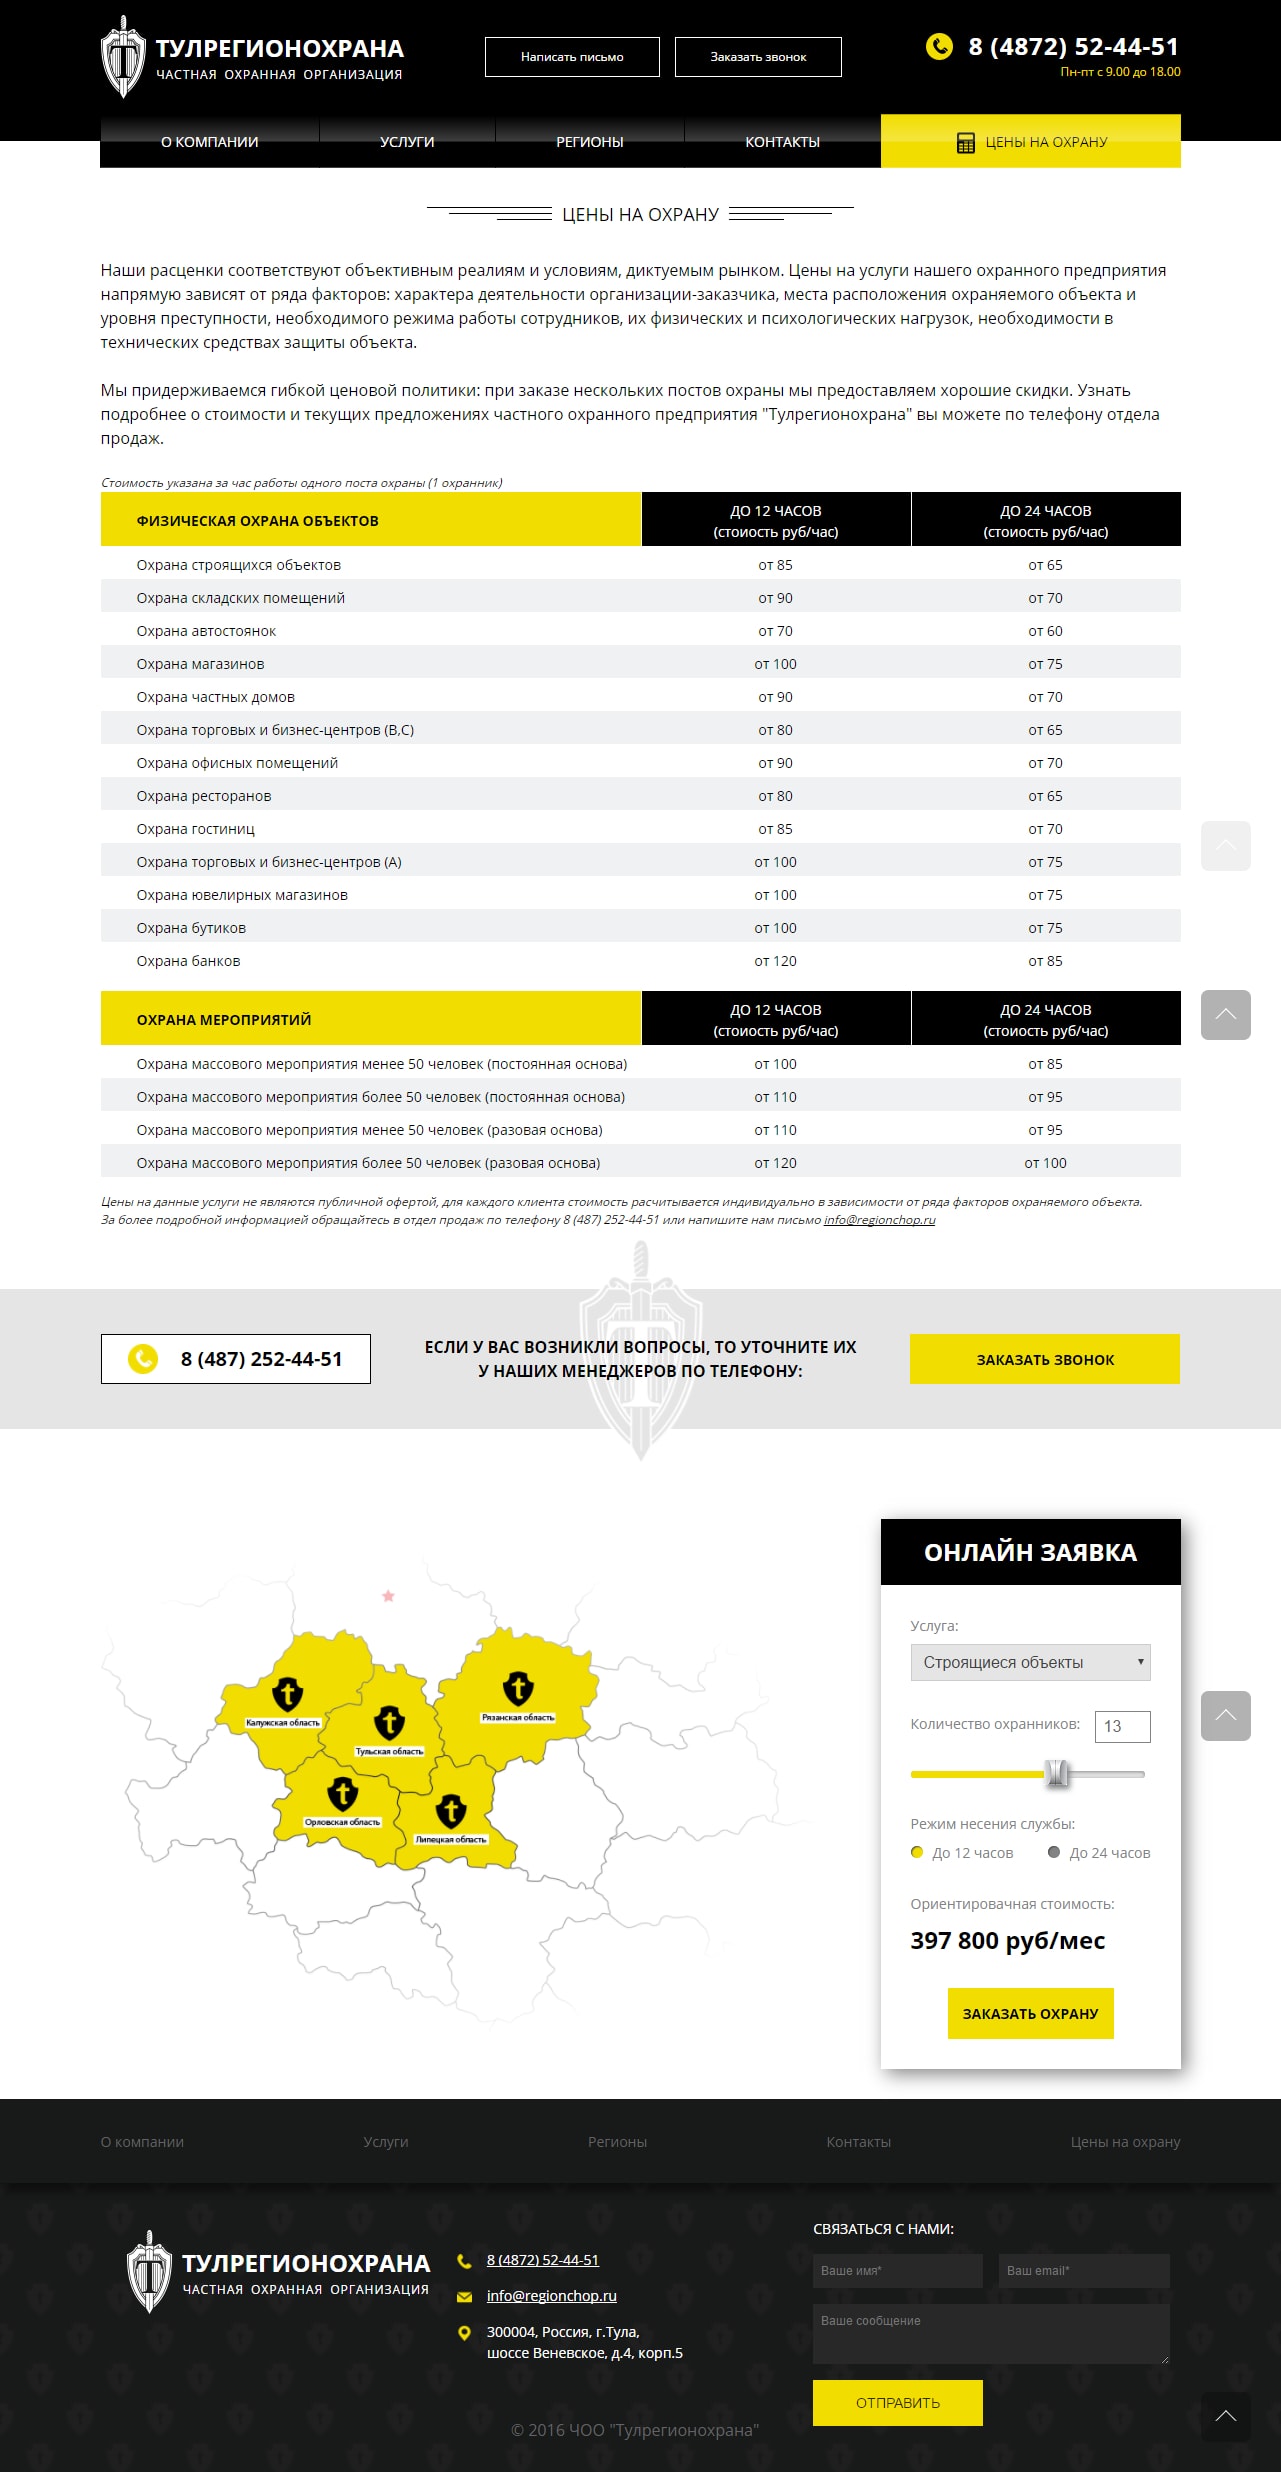 ТУЛРЕГИОНОХРАНА
ЧАСТНАЯ ОХРАННАЯ ОРГАНИЗАЦИЯ
Написать письмо
Заказать звонок
8 (4872) 52-44-51
Пн-пт с 9.00 до 18.00
О КОМПАНИИ
УСЛУГИ
РЕГИОНЫ
КОНТАКТЫ
ЦЕНЫ НА ОХРАНУ
ЦЕНЫ НА ОХРАНУ
Наши расценки соответствуют объективным реалиям и условиям, диктуемым рынком. Цены на услуги нашего охранного предприятия
напрямую зависят от ряда факторов: характера деятельности организации-заказчика, места расположения охраняемого объекта и
уровня преступности, необходимого режима работы сотрудников, их физических и психологических нагрузок, необходимости в
технических средствах защиты объекта.
Мы придерживаемся гибкой ценовой политики: при заказе нескольких постов охраны мы предоставляем хорошие скидки. Узнать
подробнее о стоимости и текущих предложениях частного охранного предприятия "Тулрегионохрана" вы можете по телефону отдела
продаж.
Стоимость указана за час работы одного поста охраны (1 охранник)
ФИЗИЧЕСКАЯ ОХРАНА ОБЪЕКТОВ
ДО 12 ЧАСОВ
(стоиость руб/час)
ДО 24 ЧАСОВ
(стоиость руб/час)
Охрана строящихся объектов от 85 от 65
Охрана складских помещений от 90 от 70
Охрана автостоянок от 70 от 60
Охрана магазинов от 100 от 75
Охрана частных домов от 90 от 70
Охрана торговых и бизнес-центров (В,С) от 80 от 65
Охрана офисных помещений от 90 от 70
Охрана ресторанов от 80 от 65
Охрана гостиниц от 85 от 70
Охрана торговых и бизнес-центров (А) от 100 от 75
Охрана ювелирных магазинов от 100 от 75
Охрана бутиков от 100 от 75
Охрана банков от 120 от 85
ОХРАНА МЕРОПРИЯТИЙ
ДО 12 ЧАСОВ
(стоиость руб/час)
ДО 24 ЧАСОВ
(стоиость руб/час)
Охрана массового мероприятия менее 50 человек (постоянная основа) от 100 от 85
Охрана массового мероприятия более 50 человек (постоянная основа) от 110 от 95
Охрана массового мероприятия менее 50 человек (разовая основа) от 110 от 95
Охрана массового мероприятия более 50 человек (разовая основа) от 120 от 100
Цены на данные услуги не являются публичной офертой, для каждого клиента стоимость расчитывается индивидуально в зависимости от ряда факторов охраняемого объекта.
За более подробной информацией обращайтесь в отдел продаж по телефону 8 (487) 252-44-51 или напишите нам письмо info@regionchop.ru
8 (487) 252-44-51
ЕСЛИ У ВАС ВОЗНИКЛИ ВОПРОСЫ, ТО УТОЧНИТЕ ИХ
У НАШИХ МЕНЕДЖЕРОВ ПО ТЕЛЕФОНУ:
ЗАКАЗАТЬ ЗВОНОК
Калужская область
Тульская область
Рязанская область
Орловская область
Липецкая область
ОНЛАЙН ЗАЯВКА
Услуга:
Строящиеся объекты
Количество охранников: 13
Режим несения службы:
До 12 часов
До 24 часов
Ориентировачная стоимость:
397 800 руб/мес
ЗАКАЗАТЬ ОХРАНУ
О компании
Услуги
Регионы
Контакты
Цены на охрану
ТУЛРЕГИОНОХРАНА
ЧАСТНАЯ ОХРАННАЯ ОРГАНИЗАЦИЯ
8 (4872) 52-44-51
info@regionchop.ru
300004, Россия, г.Тула,
шоссе Веневское, д.4, корп.5
СВЯЗАТЬСЯ С НАМИ:
Ваше имя*
Ваш email*
Ваше сообщение
ОТПРАВИТЬ
© 2016 ЧОО "Тулрегионохрана"